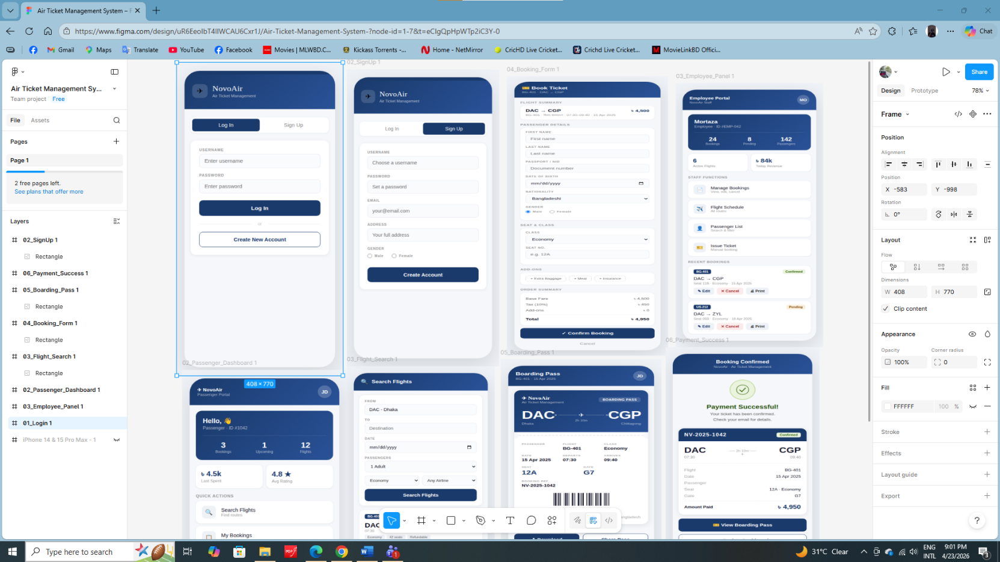 Air Ticket Management System – F
https://www.figma.com/design/uR6EeoIbT4IIWCAU6Cxr1J/Air-Ticket-Management-System-?node-id=1-7&t=eCIgQpHpWTp2iC3Y-0
Chat
Gmail
Maps
Translate
YouTube
Facebook
Movies | MLWBD.C...
Kickass Torrents -...
Home - NetMirror
CricHD Live Cricket...
Crichd Live Cricket...
MovieLinkBD Offici...
Air Ticket Management Sy...
Team project Free
File
Assets
Pages
Page 1
2 free pages left.
See plans that offer more
Layers
02_SignUp 1
Rectangle
06_Payment_Success 1
05_Boarding_Pass 1
Rectangle
04_Booking_Form 1
Rectangle
03_Flight_Search 1
Rectangle
02_Passenger_Dashboard 1
03_Employee_Panel 1
01_Login 1
iPhone 14 & 15 Pro Max - 1
NovoAir
Air Ticket Management
Log In
Sign Up
USERNAME
Enter username
PASSWORD
Enter password
Log In
or
Create New Account
02_Passenger_Dashboard 1
408 × 770
02_SignUp 1
NovoAir
Air Ticket Management
Log In
Sign Up
USERNAME
Choose a username
PASSWORD
Set a password
EMAIL
your@email.com
ADDRESS
Your full address
GENDER
Male
Female
Create Account
03_Flight_Search 1
04_Booking_Form 1
Book Ticket
BG-401 · DAC → CGP
FLIGHT SUMMARY
DAC → CGP
৳ 4,500
07:30–09:40 · 15 Apr 2025
PASSENGER DETAILS
FIRST NAME
First name
LAST NAME
Last name
PASSPORT / NID
Document number
DATE OF BIRTH
mm/dd/yyyy
NATIONALITY
Bangladeshi
GENDER
Male
Female
SEAT & CLASS
CLASS
Economy
SEAT NO.
e.g. 12A
ADD-ONS
+ Extra Baggage
+ Meal
+ Insurance
ORDER SUMMARY
Base Fare ৳ 4,500
Tax (10%) ৳ 450
Add-ons ৳ 0
Total ৳ 4,950
✓ Confirm Booking
Cancel
05_Boarding_Pass 1
03_Employee_Panel 1
Employee Portal
NovoAir Staff
MO
Mortaza
Employee · ID #EMP-042
24
Bookings
8
Pending
142
Passengers
6
Active Flights
৳ 84k
Today Revenue
STAFF FUNCTIONS
Manage Bookings
View, edit, cancel
Flight Schedule
All routes
Passenger List
Search & filter
Issue Ticket
Manual booking
RECENT BOOKINGS
BG-401
Confirmed
DAC → CGP
Seat 12A · Economy · 15 Apr 2025
Edit
Cancel
Print
US-212
Pending
DAC → ZYL
Seat 05B · Economy · 18 Apr 2025
Edit
Cancel
Print
06_Payment_Success 1
NovoAir
Passenger Portal
JD
Hello,
Passenger · ID #1042
3
Bookings
1
Upcoming
12
Flights
৳ 4.5k
Last Spent
4.8 ★
Avg Rating
QUICK ACTIONS
Search Flights
Find routes
My Bookings
Search Flights
FROM
DAC - Dhaka
TO
Destination
DATE
mm/dd/yyyy
PASSENGERS
1 Adult
Economy
Any Airline
Search Flights
BG-401
DAC
07:30
Economy
42 seats
Refundable
Boarding Pass
BG-401 · 15 Apr 2025
JD
NovoAir
Air Ticket Management
BOARDING PASS
DAC
CGP
Dhaka
2h 10m
Chittagong
PASSENGER
FLIGHT
BG-401
CLASS
Economy
DATE
15 Apr 2025
DEPARTS
07:30
ARRIVES
09:40
SEAT
12A
GATE
G7
BOOKING REF
NV-2025-1042
Booking Confirmed
NovoAir · Air Ticket Management
Payment Successful!
Your ticket has been confirmed.
Check your email for details.
NV-2025-1042
Confirmed
DAC
2h 10m
CGP
07:30
09:40
Flight BG-401
Date 15 Apr 2025
Passenger
Seat 12A · Economy
Gate G7
Amount Paid ৳ 4,950
View Boarding Pass
Share
Design
Prototype
78%
Frame
Position
Alignment
Position
X -583
Y -998
Rotation
0°
Layout
Flow
Dimensions
W 408
H 770
Clip content
Appearance
Opacity
Corner radius
100%
0
Fill
FFFFFF
100 %
Stroke
Effects
Layout guide
Export
?
Type here to search
31°C Clear
ENG
INTL
9:01 PM
4/23/2026
3